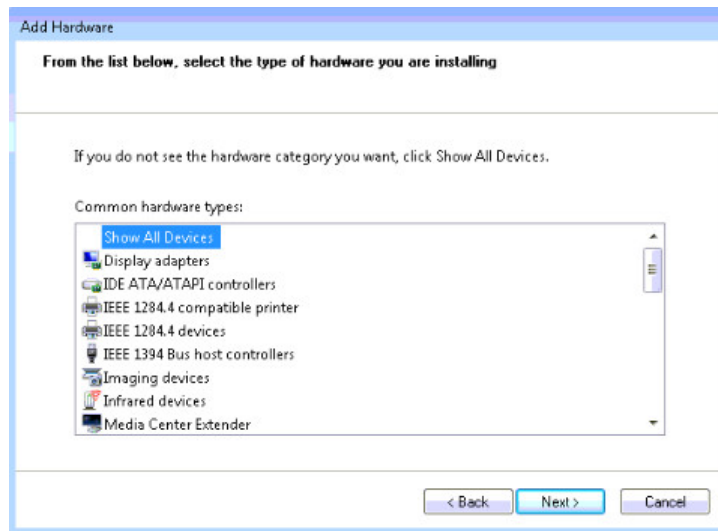 Add Hardware
From the list below, select the type of hardware you are installing
If you do not see the hardware category you want, click Show All Devices.
Common hardware types:
Show All Devices
Display adapters
IDE ATA/ATAPI controllers
IEEE 1284.4 compatible printer
IEEE 1284.4 devices
IEEE 1394 Bus host controllers
Imaging devices
Infrared devices
Media Center Extender
< Back
Next >
Cancel